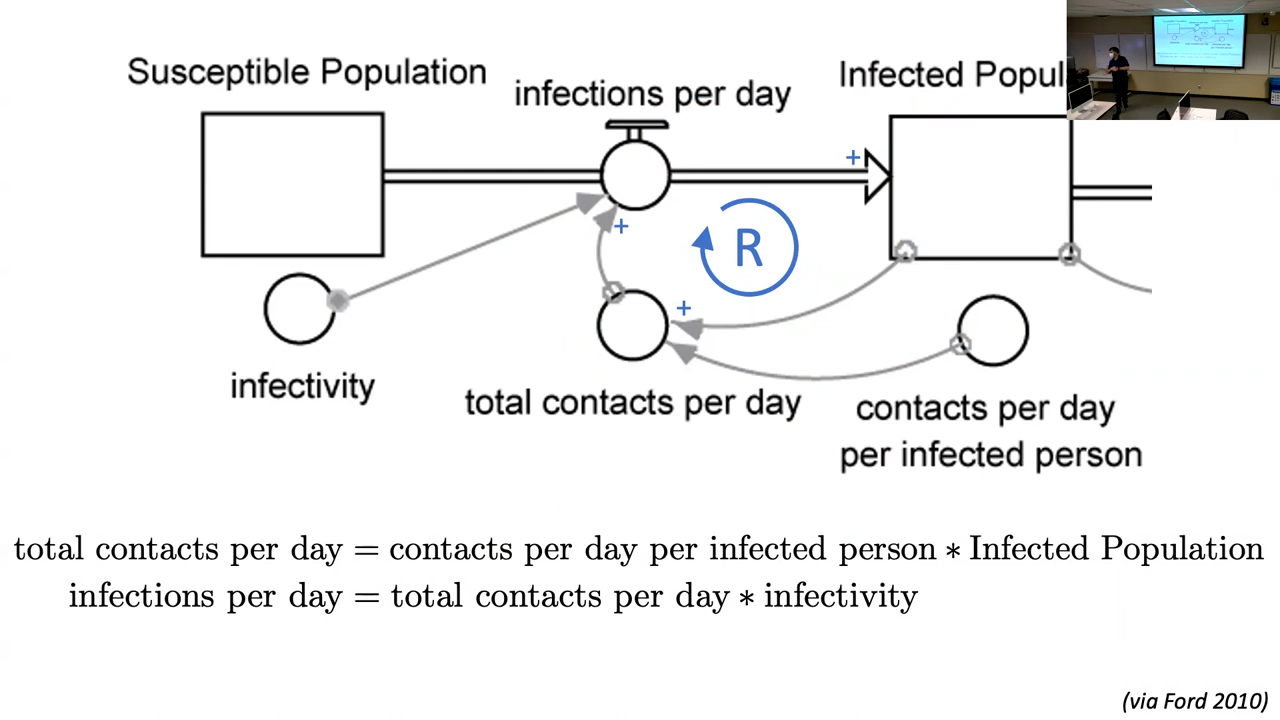 Susceptible Population
infections per day
Infected Popul
+
+
R
+
infectivity
total contacts per day
contacts per day
per infected person
total contacts per day = contacts per day per infected person ∗ Infected Population
infections per day = total contacts per day ∗ infectivity
(via Ford 2010)